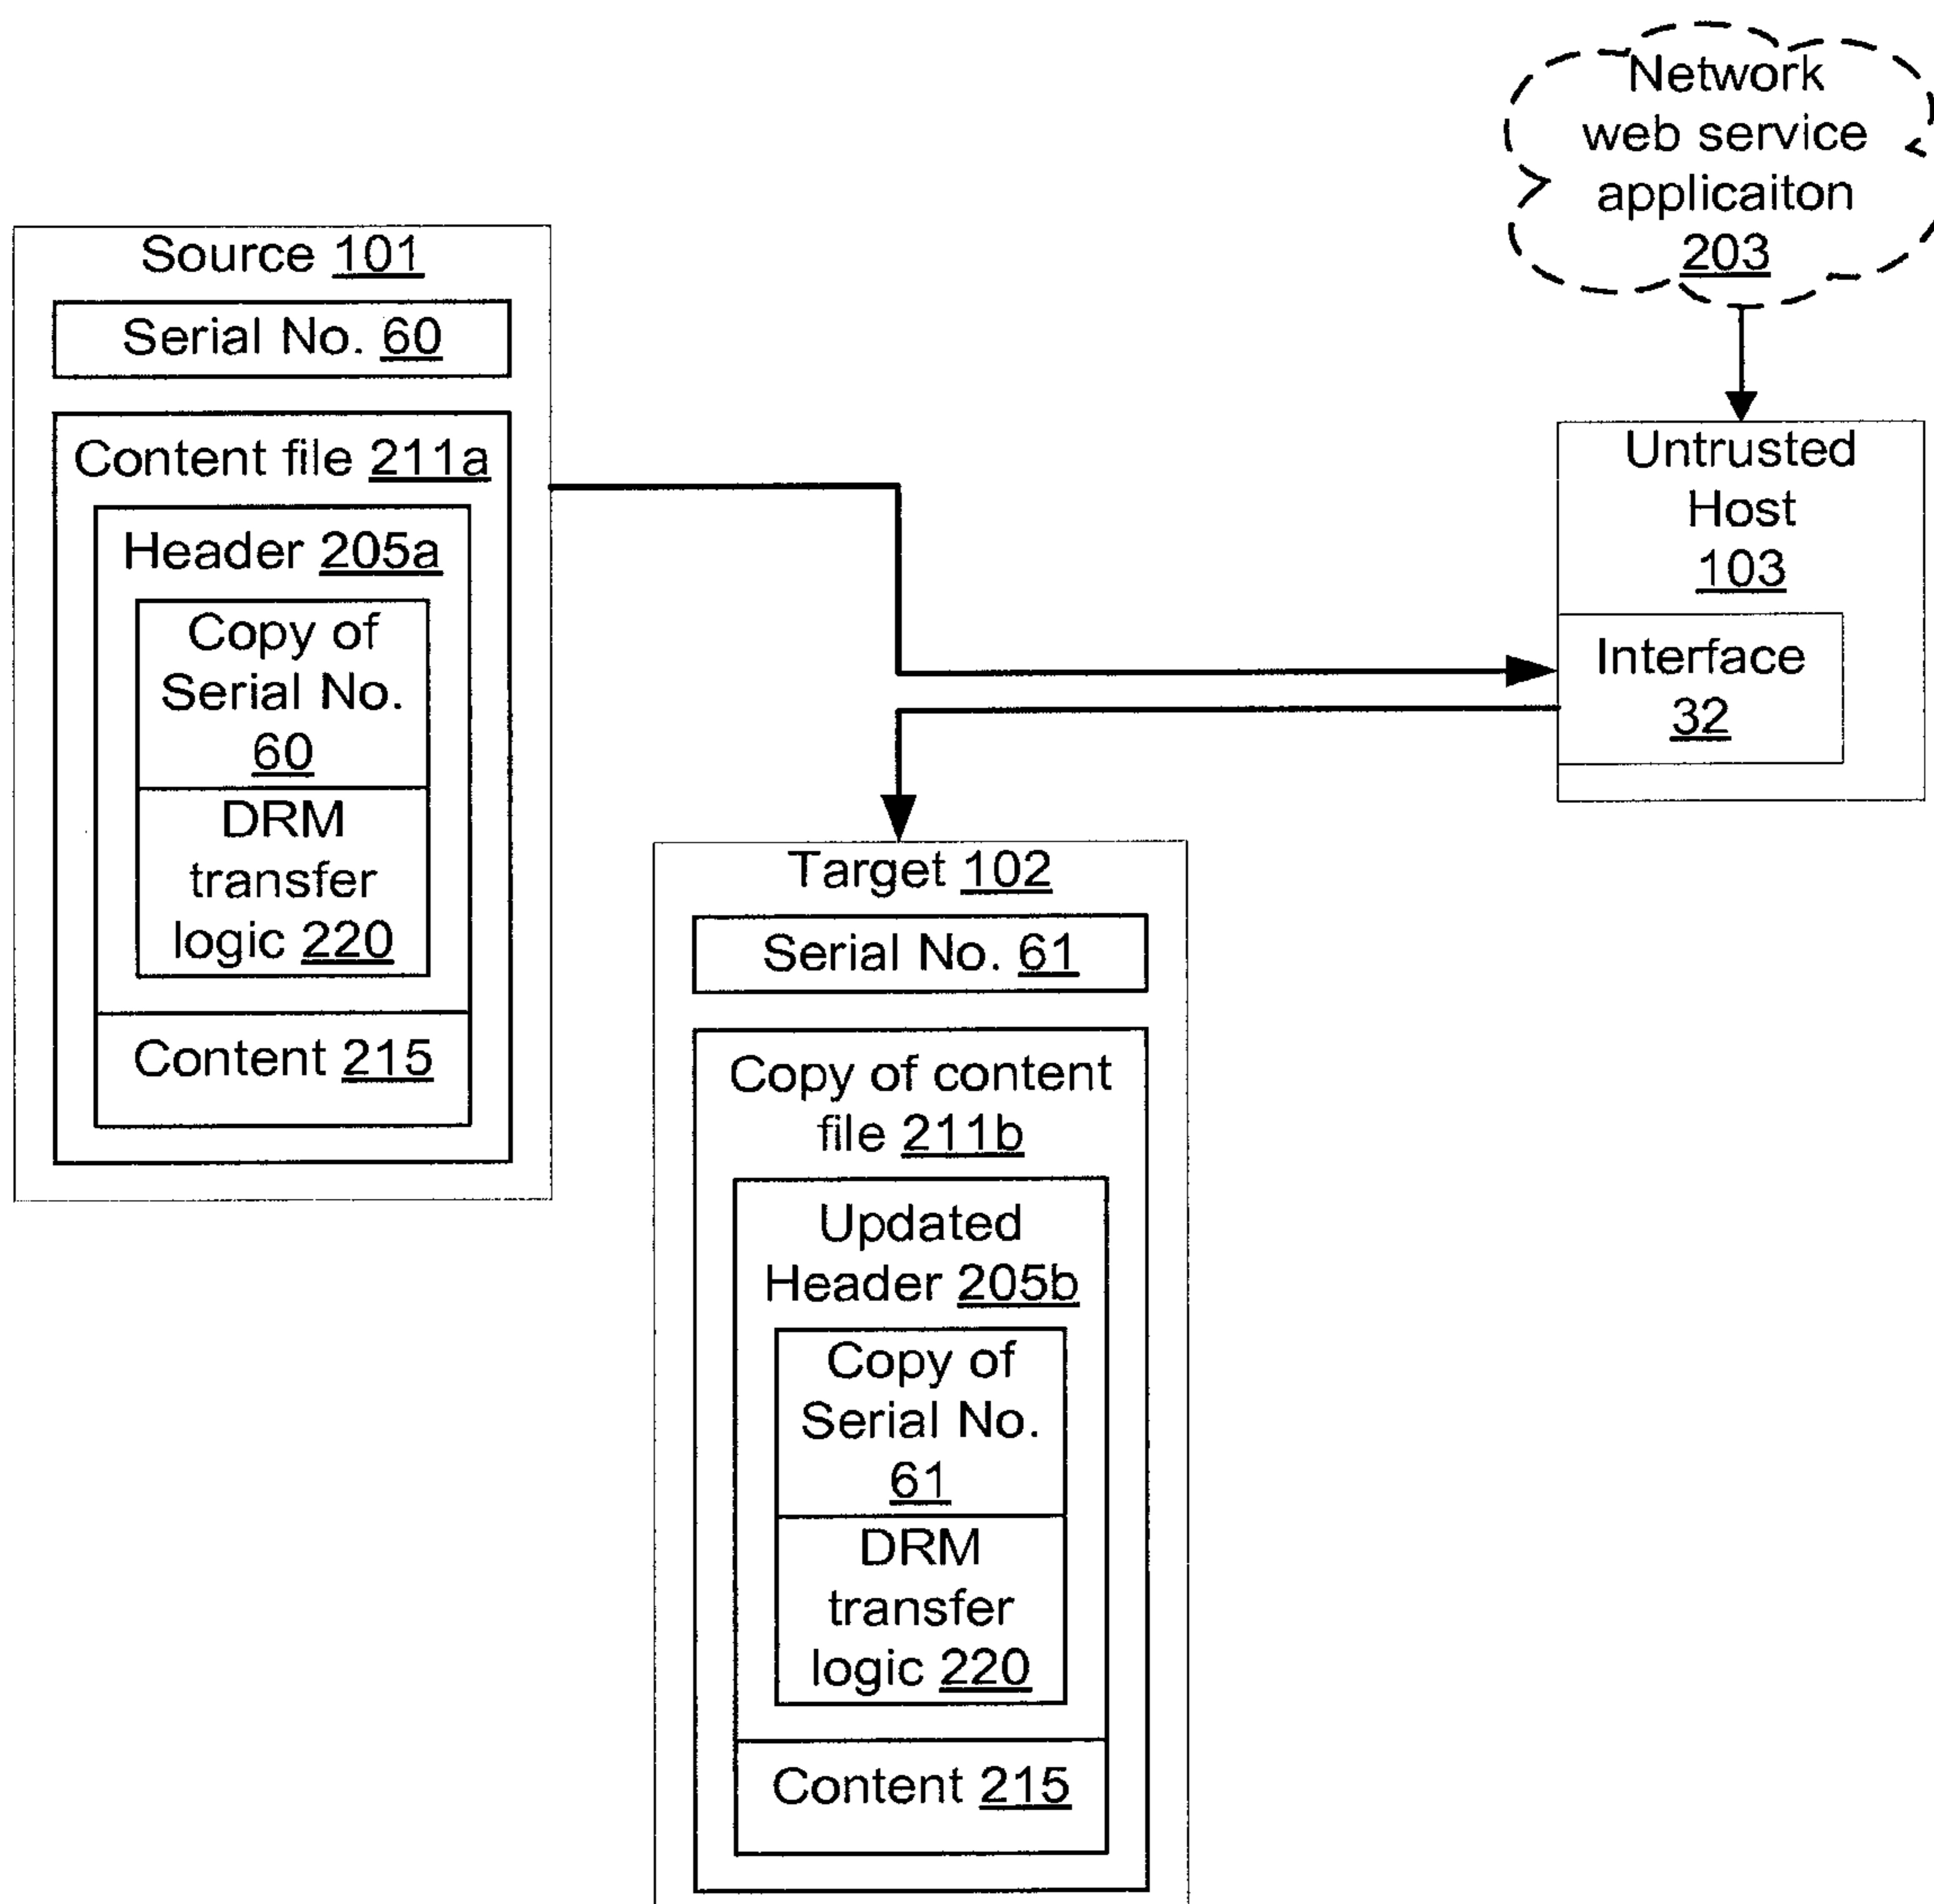 Network
web service
applicaiton
203
Source 101
Serial No. 60
Content file 211a
Header 205a
Copy of
Serial No.
60
DRM
transfer
logic 220
Content 215
Untrusted
Host
103
Interface
32
Target 102
Serial No. 61
Copy of content
file 211b
Updated
Header 205b
Copy of
Serial No.
61
DRM
transfer
logic 220
Content 215